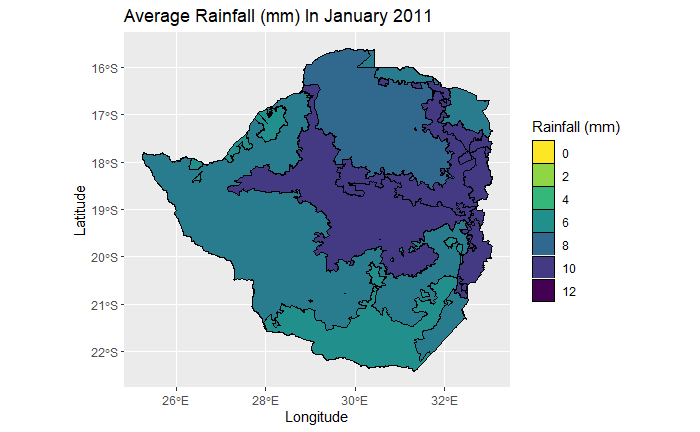 Average Rainfall (mm) In January 2011
16°S
17°S
18°S
19°S
20°S
21°S
22°S
Latitude
26°E 28°E 30°E 32°E
Longitude
Rainfall (mm)
0
2
4
6
8
10
12